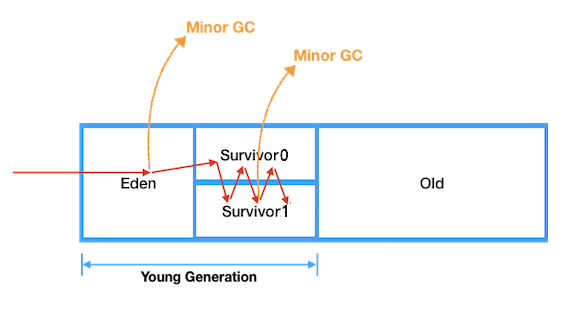 Minor GC
Minor GC
Survivor0
Eden
Old
Survivor1
Young Generation